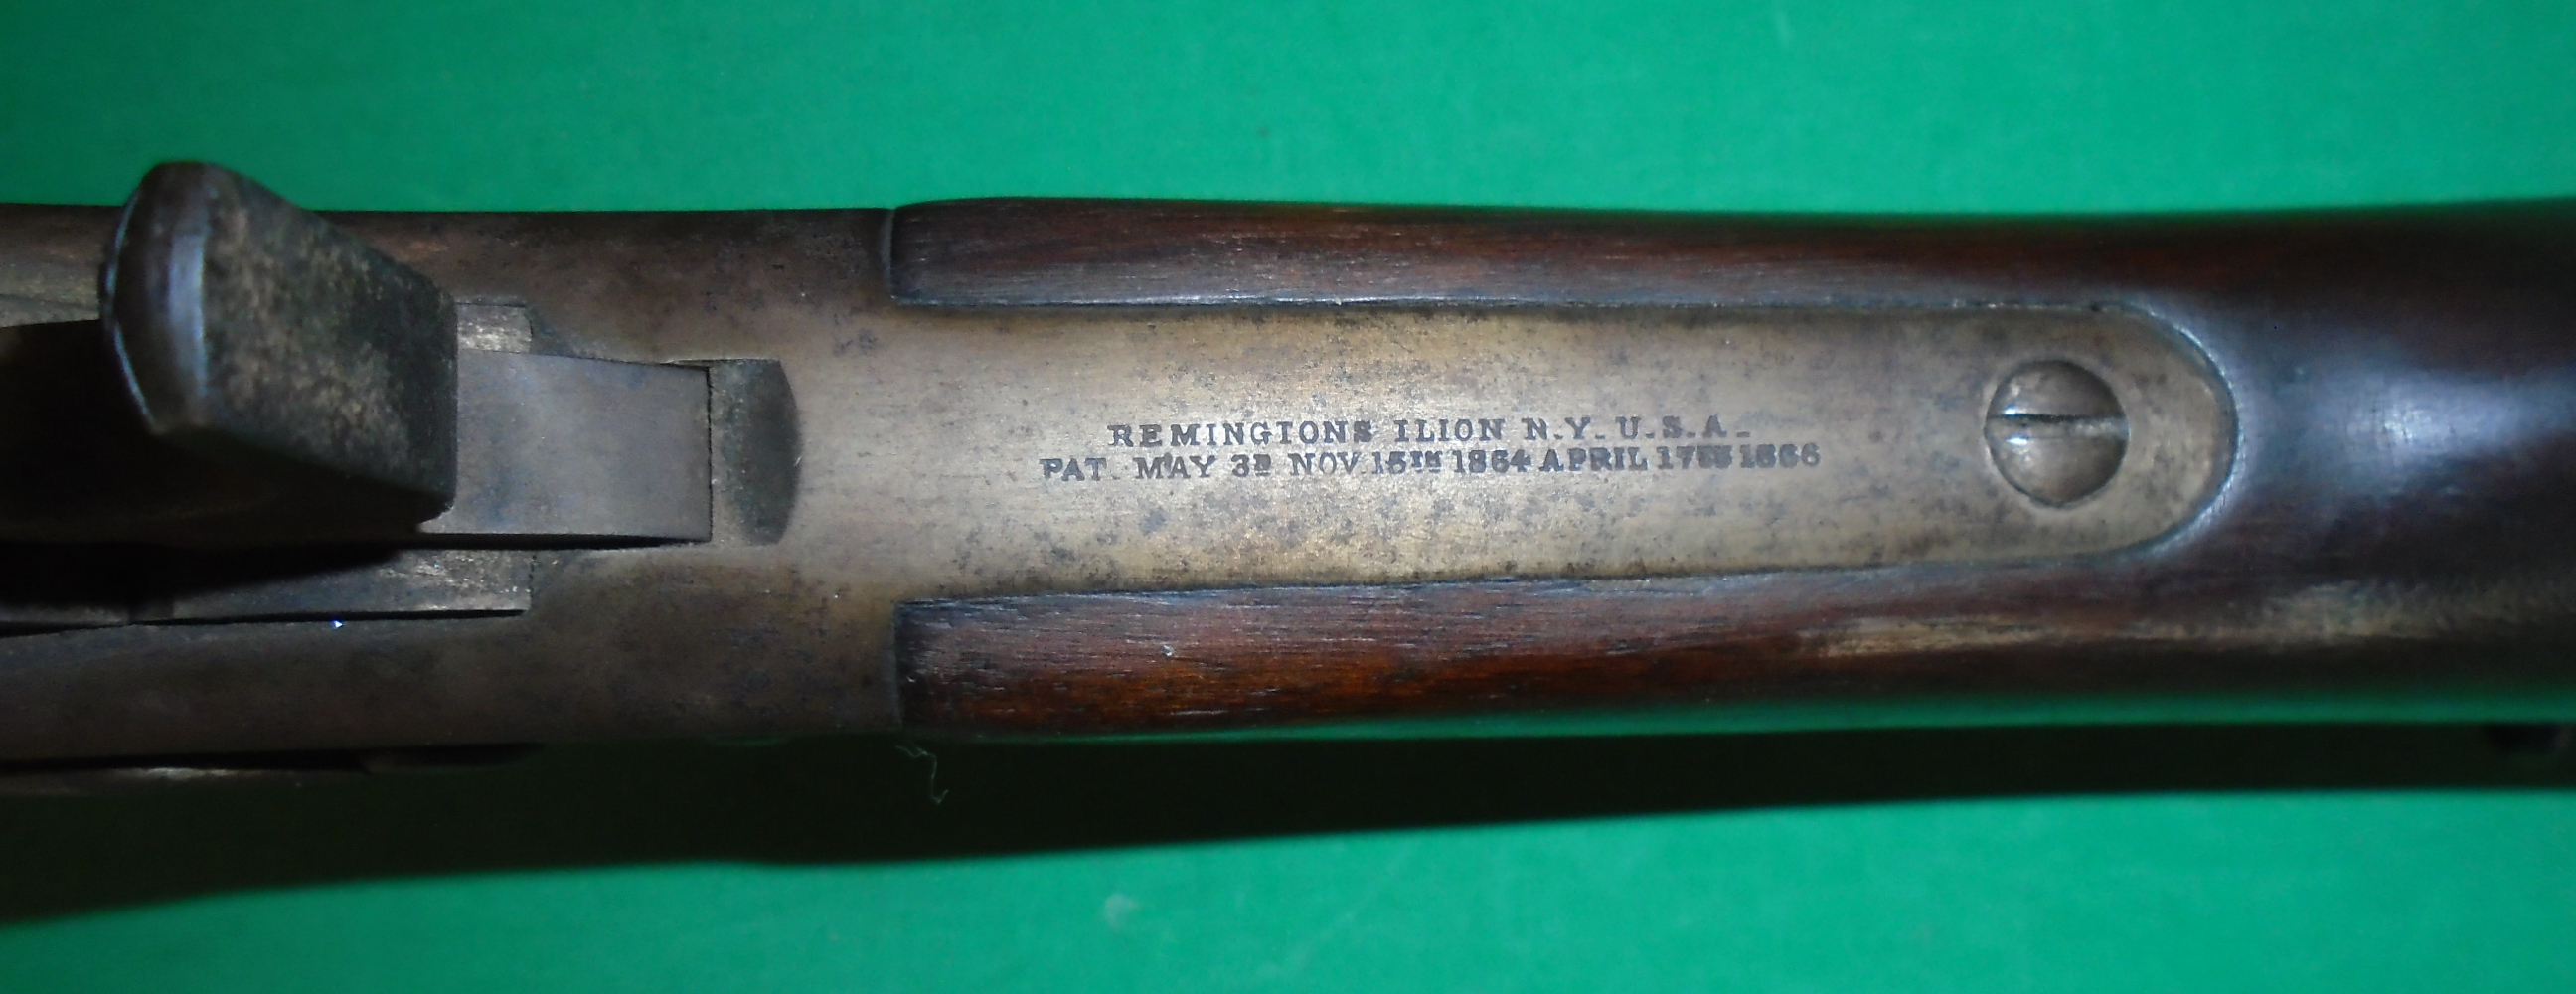 REMINGTONS ILION N.Y. U.S.A.
PAT. MAY 3D NOV 15TH 1864 APRIL 17TH 1866